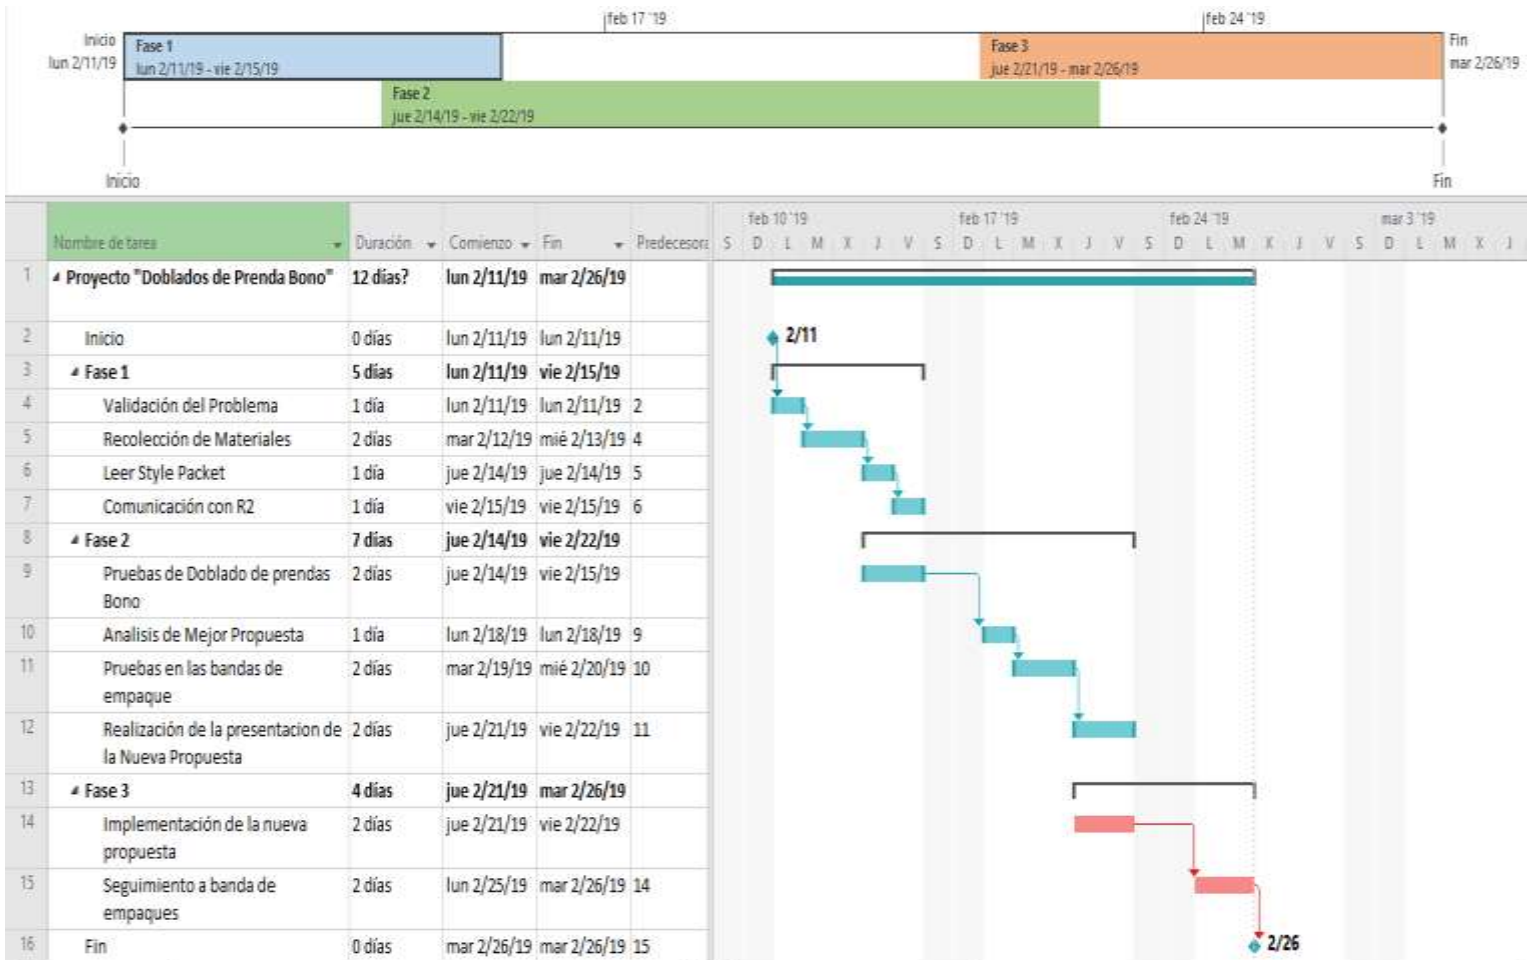 feb 17 '19
feb 24 '19
Inicio
lun 2/11/19
Fase 1
lun 2/11/19 - vie 2/15/19
Fase 3
jue 2/21/19 - mar 2/26/19
Fin
mar 2/26/19
Fase 2
jue 2/14/19 - vie 2/22/19
Inicio
Fin
feb 10 '19 feb 17 '19 feb 24 '19 mar 3 '19
Nombre de tarea Duración Comienzo Fin Predecesora S D L M X J V S D L M X J V S D L M X J V S D L M X J
1 Proyecto "Doblados de Prenda Bono" 12 días? lun 2/11/19 mar 2/26/19
2 Inicio 0 días lun 2/11/19 lun 2/11/19 2/11
3 Fase 1 5 días lun 2/11/19 vie 2/15/19
4 Validación del Problema 1 día lun 2/11/19 lun 2/11/19 2
5 Recolección de Materiales 2 días mar 2/12/19 mié 2/13/19 4
6 Leer Style Packet 1 día jue 2/14/19 jue 2/14/19 5
7 Comunicación con R2 1 día vie 2/15/19 vie 2/15/19 6
8 Fase 2 7 días jue 2/14/19 vie 2/22/19
9 Pruebas de Doblado de prendas 2 días jue 2/14/19 vie 2/15/19
Bono
10 Analisis de Mejor Propuesta 1 día lun 2/18/19 lun 2/18/19 9
11 Pruebas en las bandas de 2 días mar 2/19/19 mié 2/20/19 10
empaque
12 Realización de la presentacion de 2 días jue 2/21/19 vie 2/22/19 11
la Nueva Propuesta
13 Fase 3 4 días jue 2/21/19 mar 2/26/19
14 Implementación de la nueva 2 días jue 2/21/19 vie 2/22/19
propuesta
15 Seguimiento a banda de 2 días lun 2/25/19 mar 2/26/19 14
empaques
16 Fin 0 días mar 2/26/19 mar 2/26/19 15 2/26